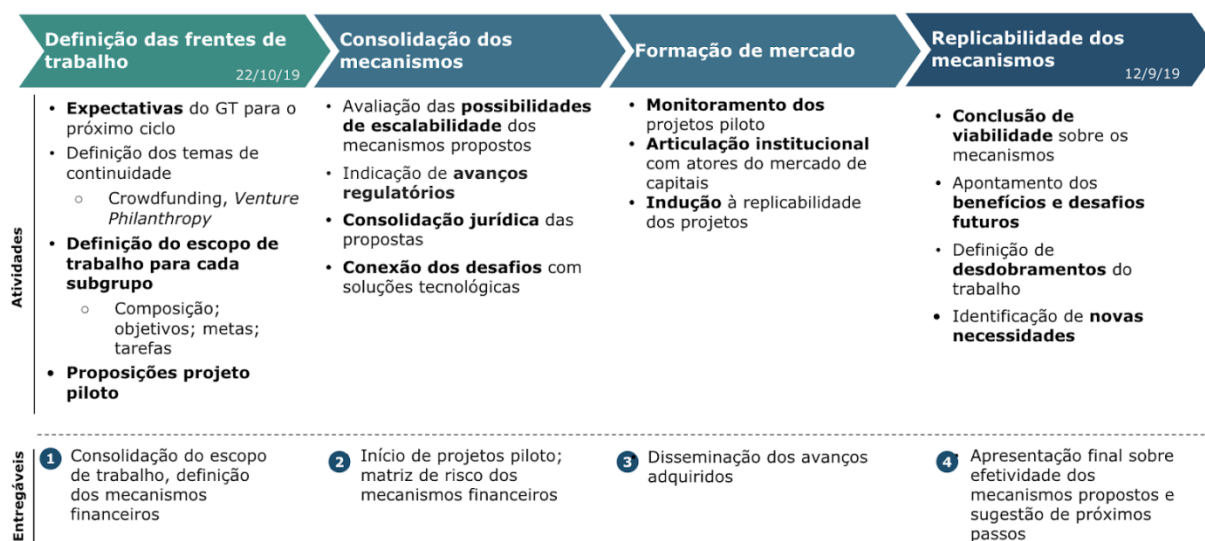 Definição das frentes de
trabalho
22/10/19
Consolidação dos
mecanismos
Formação de mercado
Replicabilidade dos
mecanismos
12/9/19
Atividades
• Expectativas do GT para o
próximo ciclo
• Definição dos temas de
continuidade
○ Crowdfunding, Venture
Philanthropy
• Definição do escopo de
trabalho para cada
subgrupo
○ Composição;
objetivos; metas;
tarefas
• Proposições projeto
piloto
• Avaliação das possibilidades
de escalabilidade dos
mecanismos propostos
• Indicação de avanços
regulatórios
• Consolidação jurídica das
propostas
• Conexão dos desafios com
soluções tecnológicas
• Monitoramento dos
projetos piloto
• Articulação institucional
com atores do mercado de
capitais
• Indução à replicabilidade
dos projetos
• Conclusão de
viabilidade sobre os
mecanismos
• Apontamento dos
benefícios e desafios
futuros
• Definição de
desdobramentos do
trabalho
• Identificação de novas
necessidades
Entregáveis
1 Consolidação do escopo
de trabalho, definição
dos mecanismos
financeiros
2 Início de projetos piloto;
matriz de risco dos
mecanismos financeiros
3 Disseminação dos avanços
adquiridos
4 Apresentação final sobre
efetividade dos
mecanismos propostos e
sugestão de próximos
passos